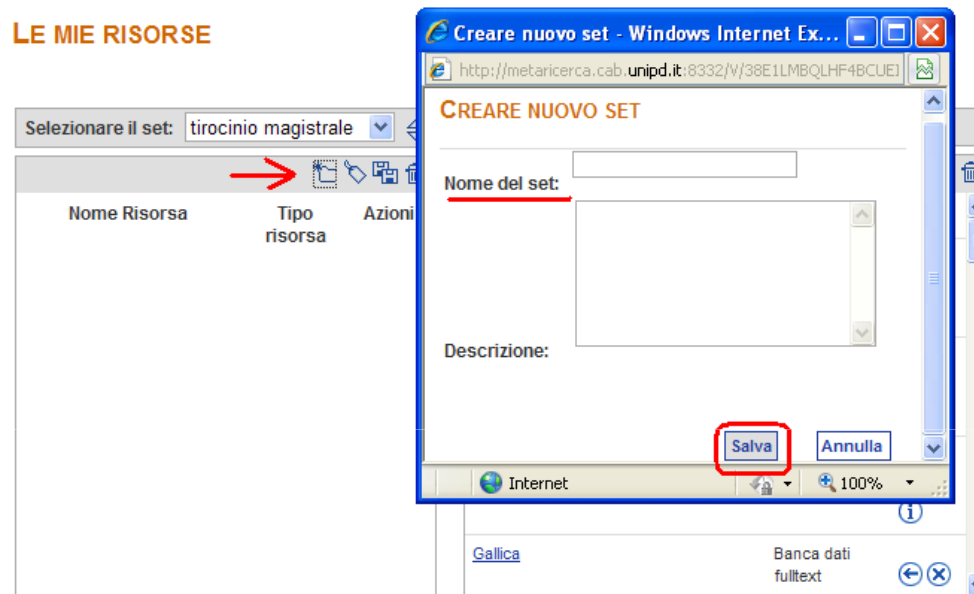 LE MIE RISORSE
Selezionare il set: tirocinio magistrale
Nome Risorsa
Tipo risorsa
Azioni
Creare nuovo set - Windows Internet Ex...
http://metaricerca.cab.unipd.it:8332/V/38E1LMBQLHF4BCUE
CREARE NUOVO SET
Nome del set:
Descrizione:
Salva
Annulla
Internet
100%
Gallica
Banca dati
fulltext